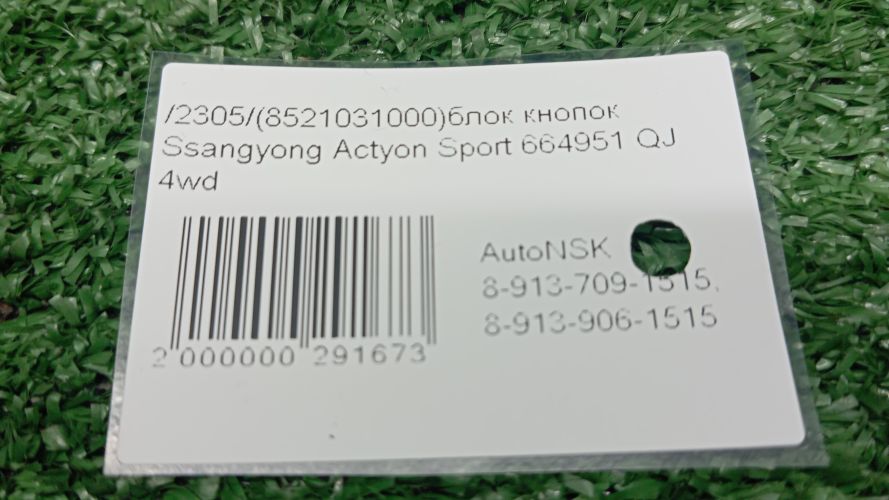 /2305/(8521031000)блок кнопок
Ssangyong Actyon Sport 664951 QJ
4wd
AutoNSK
8-913-709-1515,
8-913-906-1515
2 000000 291673